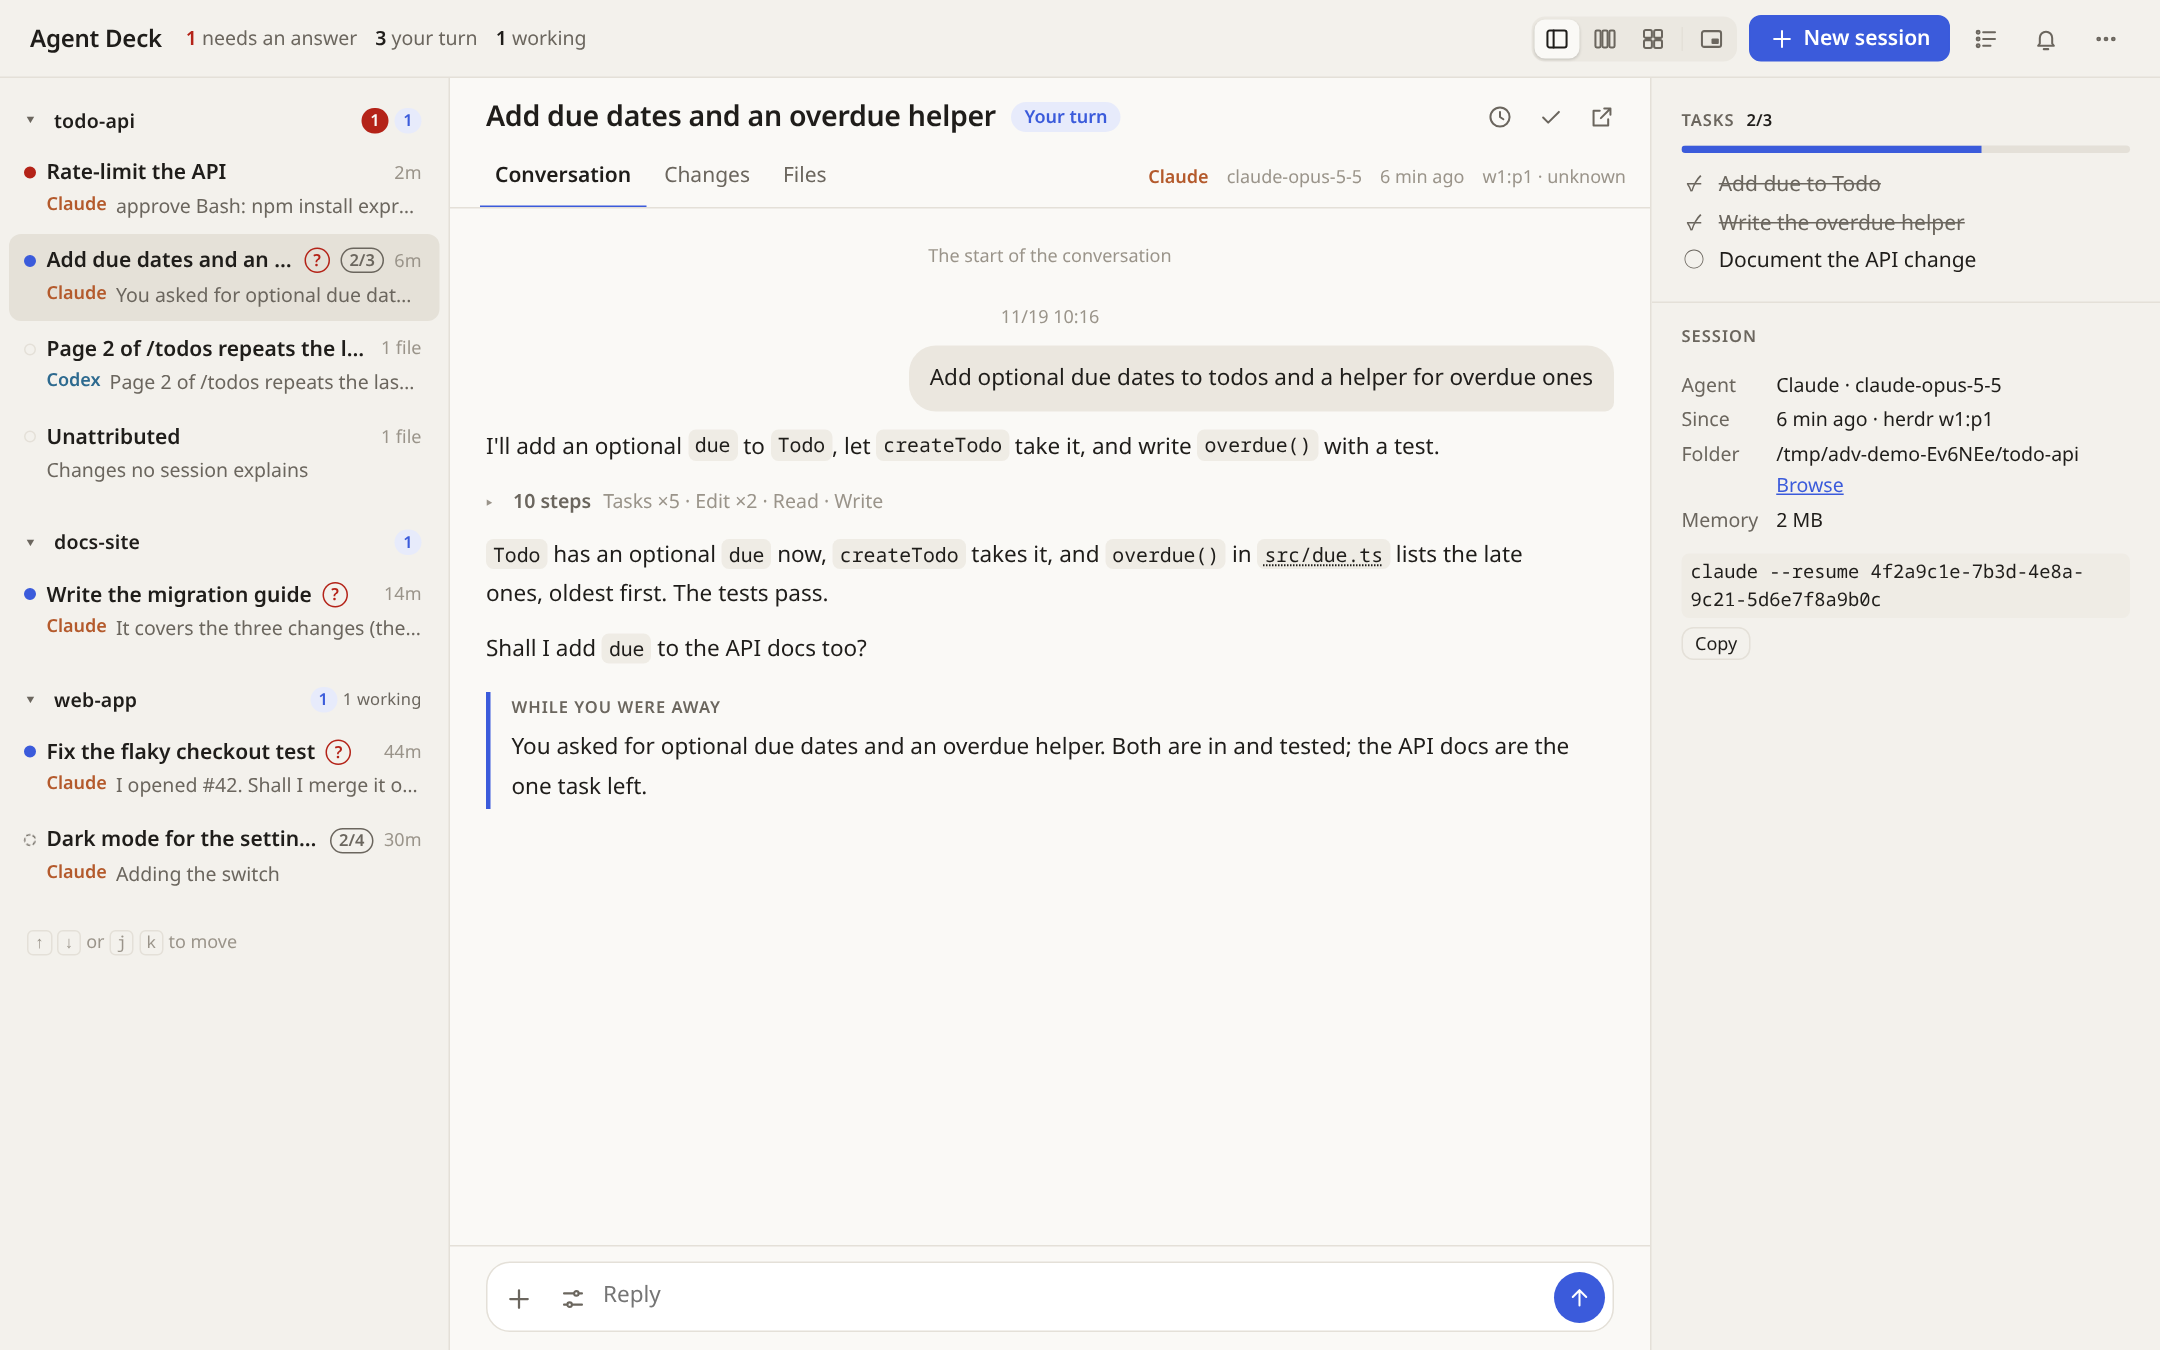 Agent Deck 1 needs an answer 3 your turn 1 working
New session
todo-api 1 1
Rate-limit the API 2m
Claude approve Bash: npm install expr...
Add due dates and an ... ? 2/3 6m
Claude You asked for optional due dat...
Page 2 of /todos repeats the l... 1 file
Codex Page 2 of /todos repeats the las...
Unattributed 1 file
Changes no session explains
docs-site 1
Write the migration guide ? 14m
Claude It covers the three changes (the...
web-app 1 1 working
Fix the flaky checkout test ? 44m
Claude I opened #42. Shall I merge it o...
Dark mode for the settin... 2/4 30m
Claude Adding the switch
↑ ↓ or j k to move
Add due dates and an overdue helper Your turn
Conversation Changes Files Claude claude-opus-5-5 6 min ago w1:p1 · unknown
The start of the conversation
11/19 10:16
Add optional due dates to todos and a helper for overdue ones
I'll add an optional due to Todo, let createTodo take it, and write overdue() with a test.
10 steps Tasks ×5 · Edit ×2 · Read · Write
Todo has an optional due now, createTodo takes it, and overdue() in src/due.ts lists the late
ones, oldest first. The tests pass.
Shall I add due to the API docs too?
WHILE YOU WERE AWAY
You asked for optional due dates and an overdue helper. Both are in and tested; the API docs are the
one task left.
Reply
TASKS 2/3
Add due to Todo
Write the overdue helper
Document the API change
SESSION
Agent Claude · claude-opus-5-5
Since 6 min ago · herdr w1:p1
Folder /tmp/adv-demo-Ev6NEe/todo-api
Browse
Memory 2 MB
claude --resume 4f2a9c1e-7b3d-4e8a-
9c21-5d6e7f8a9b0c
Copy